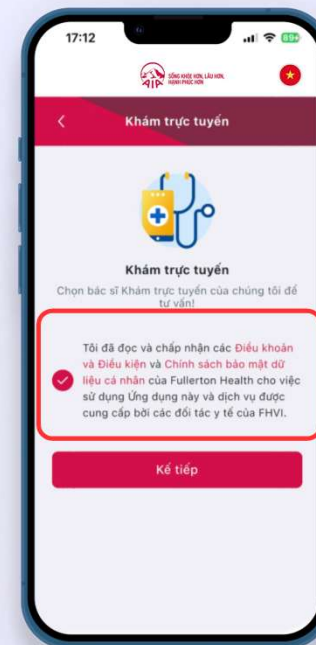 17:12
89+
AIA
SỐNG KHỎE HƠN, LÂU HƠN,
HẠNH PHÚC HƠN
Khám trực tuyến
Khám trực tuyến
Chọn bác sĩ Khám trực tuyến của chúng tôi để
tư vấn!
Tôi đã đọc và chấp nhận các Điều khoản
và Điều kiện và Chính sách bảo mật dữ
liệu cá nhân của Fullerton Health cho việc
sử dụng Ứng dụng này và dịch vụ được
cung cấp bởi các đối tác y tế của FHVI.
Kế tiếp